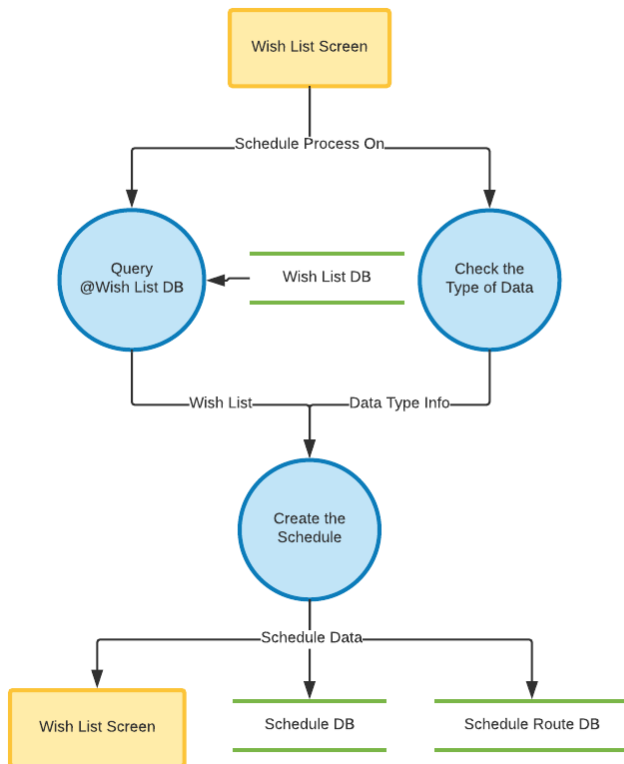 Wish List Screen
Schedule Process On
Query
@Wish List DB
Wish List DB
Check the
Type of Data
Wish List
Data Type Info
Create the
Schedule
Schedule Data
Wish List Screen
Schedule DB
Schedule Route DB